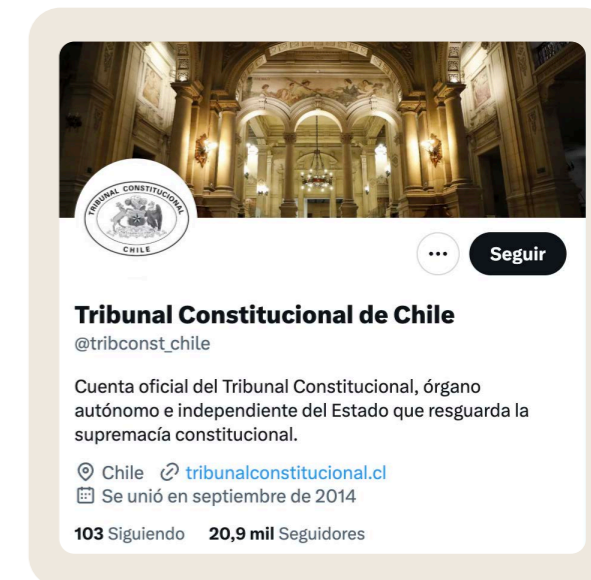 TRIBUNAL CONSTITUCIONAL
CHILE
Seguir
Tribunal Constitucional de Chile
@tribconst_chile
Cuenta oficial del Tribunal Constitucional, órgano
autónomo e independiente del Estado que resguarda la
supremacía constitucional.
Chile tribunalconstitucional.cl
Se unió en septiembre de 2014
103 Siguiendo 20,9 mil Seguidores